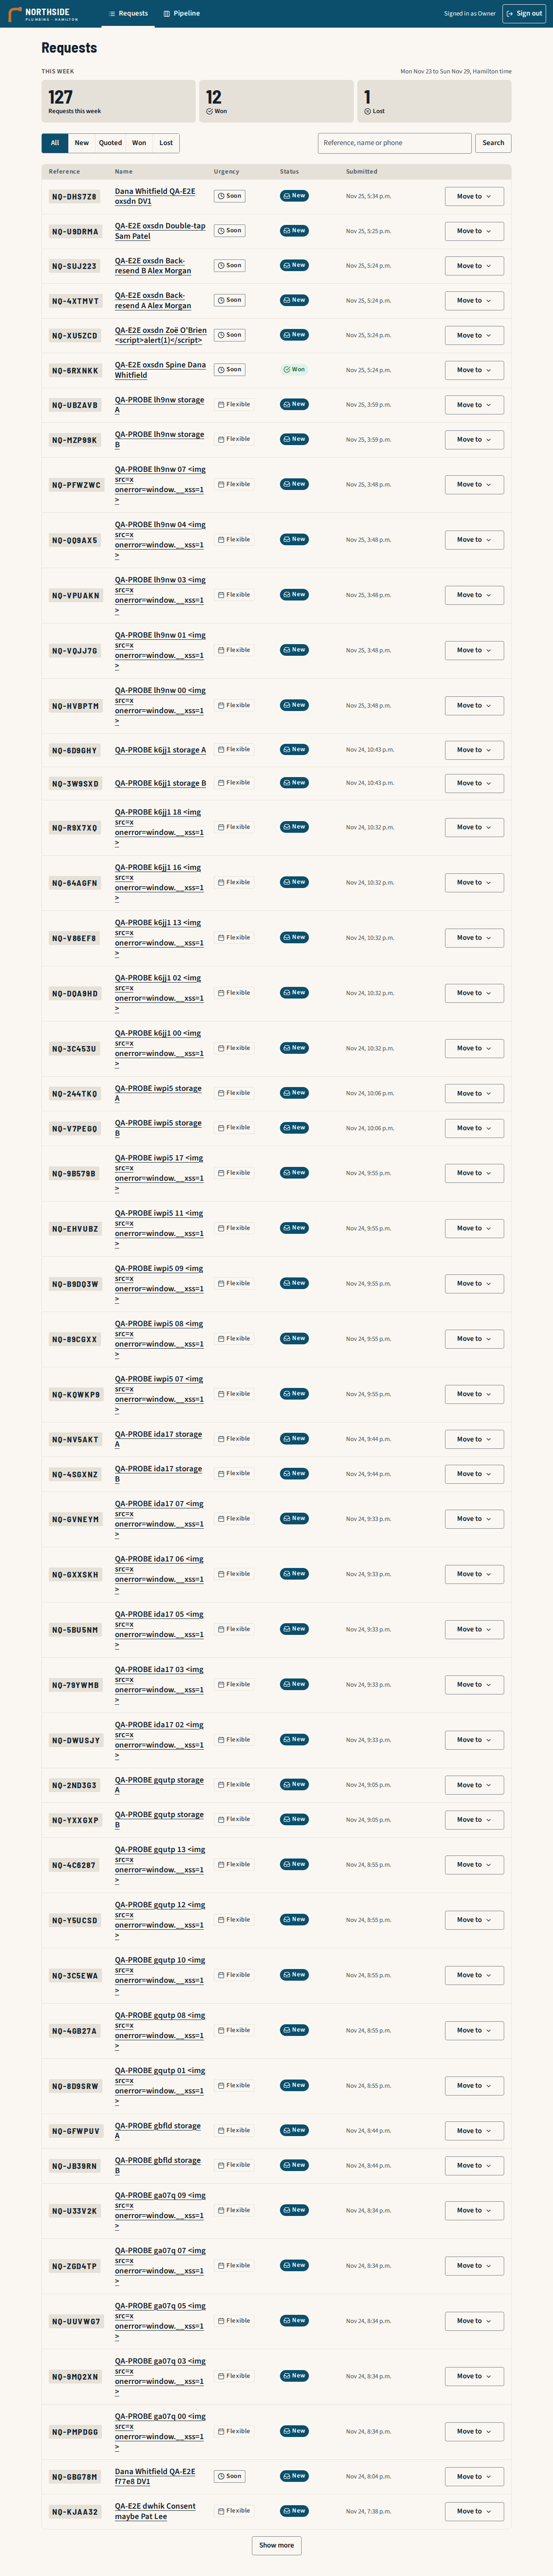 NORTHSIDE
PLUMBING · HAMILTON
Requests
Pipeline
Signed in as Owner
Sign out
Requests
THIS WEEK
Mon Nov 23 to Sun Nov 29, Hamilton time
127
Requests this week
12
Won
1
Lost
All
New
Quoted
Won
Lost
Reference, name or phone
Search
Reference Name Urgency Status Submitted
NQ-DHS7Z8 Dana Whitfield QA-E2E Soon New Nov 25, 5:34 p.m. Move to
oxsdn DV1
NQ-U9DRMA QA-E2E oxsdn Double-tap Soon New Nov 25, 5:25 p.m. Move to
Sam Patel
NQ-SUJ223 QA-E2E oxsdn Back- Soon New Nov 25, 5:24 p.m. Move to
resend B Alex Morgan
NQ-4XTMVT QA-E2E oxsdn Back- Soon New Nov 25, 5:24 p.m. Move to
resend A Alex Morgan
NQ-XU5ZCD QA-E2E oxsdn Zoë O'Brien Soon New Nov 25, 5:24 p.m. Move to
<script>alert(1)</script>
NQ-6RXNKK QA-E2E oxsdn Spine Dana Soon Won Nov 25, 5:24 p.m. Move to
Whitfield
NQ-UBZAVB QA-PROBE lh9nw storage Flexible New Nov 25, 3:59 p.m. Move to
A
NQ-MZP99K QA-PROBE lh9nw storage Flexible New Nov 25, 3:59 p.m. Move to
B
NQ-PFWZWC QA-PROBE lh9nw 07 <img Flexible New Nov 25, 3:48 p.m. Move to
src=x
onerror=window.__xss=1
>
NQ-QQ9AX5 QA-PROBE lh9nw 04 <img Flexible New Nov 25, 3:48 p.m. Move to
src=x
onerror=window.__xss=1
>
NQ-VPUAKN QA-PROBE lh9nw 03 <img Flexible New Nov 25, 3:48 p.m. Move to
src=x
onerror=window.__xss=1
>
NQ-VQJJ7G QA-PROBE lh9nw 01 <img Flexible New Nov 25, 3:48 p.m. Move to
src=x
onerror=window.__xss=1
>
NQ-HVBPTM QA-PROBE lh9nw 00 <img Flexible New Nov 25, 3:48 p.m. Move to
src=x
onerror=window.__xss=1
>
NQ-6D9GHY QA-PROBE k6jj1 storage A Flexible New Nov 24, 10:43 p.m. Move to
NQ-3W9SXD QA-PROBE k6jj1 storage B Flexible New Nov 24, 10:43 p.m. Move to
NQ-R9X7XQ QA-PROBE k6jj1 18 <img Flexible New Nov 24, 10:32 p.m. Move to
src=x
onerror=window.__xss=1
>
NQ-64AGFN QA-PROBE k6jj1 16 <img Flexible New Nov 24, 10:32 p.m. Move to
src=x
onerror=window.__xss=1
>
NQ-V86EF8 QA-PROBE k6jj1 13 <img Flexible New Nov 24, 10:32 p.m. Move to
src=x
onerror=window.__xss=1
>
NQ-DQA9HD QA-PROBE k6jj1 02 <img Flexible New Nov 24, 10:32 p.m. Move to
src=x
onerror=window.__xss=1
>
NQ-3C453U QA-PROBE k6jj1 00 <img Flexible New Nov 24, 10:32 p.m. Move to
src=x
onerror=window.__xss=1
>
NQ-244TKQ QA-PROBE iwpi5 storage Flexible New Nov 24, 10:06 p.m. Move to
A
NQ-V7PEGQ QA-PROBE iwpi5 storage Flexible New Nov 24, 10:06 p.m. Move to
B
NQ-9B579B QA-PROBE iwpi5 17 <img Flexible New Nov 24, 9:55 p.m. Move to
src=x
onerror=window.__xss=1
>
NQ-EHVUBZ QA-PROBE iwpi5 11 <img Flexible New Nov 24, 9:55 p.m. Move to
src=x
onerror=window.__xss=1
>
NQ-B9DQ3W QA-PROBE iwpi5 09 <img Flexible New Nov 24, 9:55 p.m. Move to
src=x
onerror=window.__xss=1
>
NQ-89CGXX QA-PROBE iwpi5 08 <img Flexible New Nov 24, 9:55 p.m. Move to
src=x
onerror=window.__xss=1
>
NQ-KQWKP9 QA-PROBE iwpi5 07 <img Flexible New Nov 24, 9:55 p.m. Move to
src=x
onerror=window.__xss=1
>
NQ-NV5AKT QA-PROBE ida17 storage Flexible New Nov 24, 9:44 p.m. Move to
A
NQ-4SGXNZ QA-PROBE ida17 storage Flexible New Nov 24, 9:44 p.m. Move to
B
NQ-GVNEYM QA-PROBE ida17 07 <img Flexible New Nov 24, 9:33 p.m. Move to
src=x
onerror=window.__xss=1
>
NQ-GXXSKH QA-PROBE ida17 06 <img Flexible New Nov 24, 9:33 p.m. Move to
src=x
onerror=window.__xss=1
>
NQ-5BU5NM QA-PROBE ida17 05 <img Flexible New Nov 24, 9:33 p.m. Move to
src=x
onerror=window.__xss=1
>
NQ-79YWMB QA-PROBE ida17 03 <img Flexible New Nov 24, 9:33 p.m. Move to
src=x
onerror=window.__xss=1
>
NQ-DWUSJY QA-PROBE ida17 02 <img Flexible New Nov 24, 9:33 p.m. Move to
src=x
onerror=window.__xss=1
>
NQ-2ND3G3 QA-PROBE gqutp storage Flexible New Nov 24, 9:05 p.m. Move to
A
NQ-YXXGXP QA-PROBE gqutp storage Flexible New Nov 24, 9:05 p.m. Move to
B
NQ-4C6287 QA-PROBE gqutp 13 <img Flexible New Nov 24, 8:55 p.m. Move to
src=x
onerror=window.__xss=1
>
NQ-Y5UCSD QA-PROBE gqutp 12 <img Flexible New Nov 24, 8:55 p.m. Move to
src=x
onerror=window.__xss=1
>
NQ-3C5EWA QA-PROBE gqutp 10 <img Flexible New Nov 24, 8:55 p.m. Move to
src=x
onerror=window.__xss=1
>
NQ-4GB27A QA-PROBE gqutp 08 <img Flexible New Nov 24, 8:55 p.m. Move to
src=x
onerror=window.__xss=1
>
NQ-6D9SRW QA-PROBE gqutp 01 <img Flexible New Nov 24, 8:55 p.m. Move to
src=x
onerror=window.__xss=1
>
NQ-GFWPUV QA-PROBE gbfld storage Flexible New Nov 24, 8:44 p.m. Move to
A
NQ-JB39RN QA-PROBE gbfld storage Flexible New Nov 24, 8:44 p.m. Move to
B
NQ-U33V2K QA-PROBE ga07q 09 <img Flexible New Nov 24, 8:34 p.m. Move to
src=x
onerror=window.__xss=1
>
NQ-ZGD4TP QA-PROBE ga07q 07 <img Flexible New Nov 24, 8:34 p.m. Move to
src=x
onerror=window.__xss=1
>
NQ-UUVWG7 QA-PROBE ga07q 05 <img Flexible New Nov 24, 8:34 p.m. Move to
src=x
onerror=window.__xss=1
>
NQ-9MQ2XN QA-PROBE ga07q 03 <img Flexible New Nov 24, 8:34 p.m. Move to
src=x
onerror=window.__xss=1
>
NQ-PMPDGG QA-PROBE ga07q 00 <img Flexible New Nov 24, 8:34 p.m. Move to
src=x
onerror=window.__xss=1
>
NQ-GBG78M Dana Whitfield QA-E2E Soon New Nov 24, 8:04 p.m. Move to
f77e8 DV1
NQ-KJAA32 QA-E2E dwhik Consent Flexible New Nov 24, 7:38 p.m. Move to
maybe Pat Lee
Show more